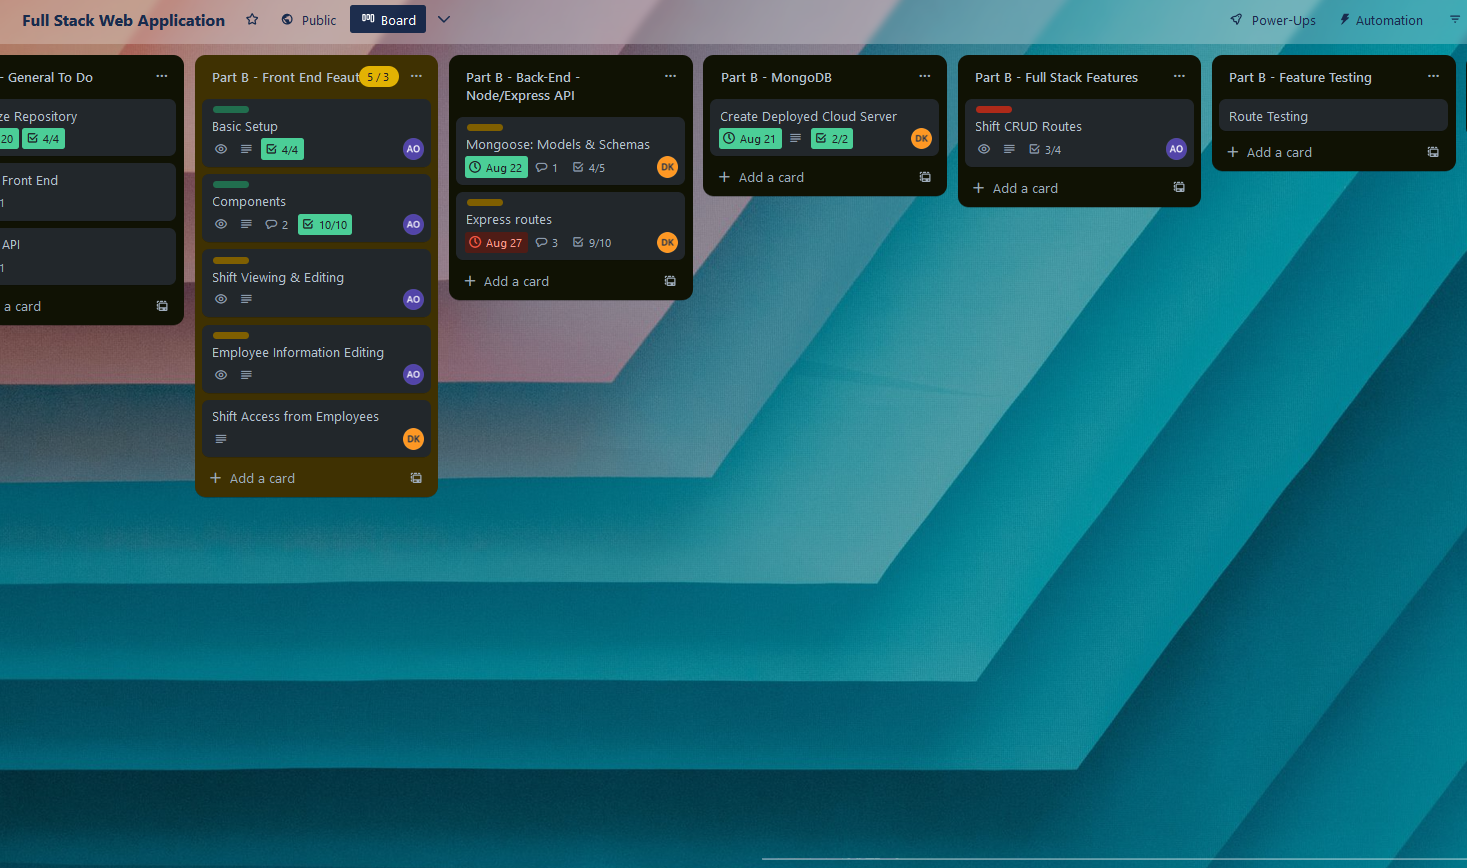 Full Stack Web Application
Public
Board
Power-Ups
Automation
- General To Do
ze Repository
20
4/4
Front End
1
API
1
a card
Part B - Front End Feaut
5 / 3
Basic Setup
4/4
AO
Components
2
10/10
AO
Shift Viewing & Editing
AO
Employee Information Editing
AO
Shift Access from Employees
DK
Add a card
Part B - Back-End -
Node/Express API
Mongoose: Models & Schemas
Aug 22
1
4/5
DK
Express routes
Aug 27
3
9/10
DK
Add a card
Part B - MongoDB
Create Deployed Cloud Server
Aug 21
2/2
DK
Add a card
Part B - Full Stack Features
Shift CRUD Routes
3/4
AO
Add a card
Part B - Feature Testing
Route Testing
Add a card